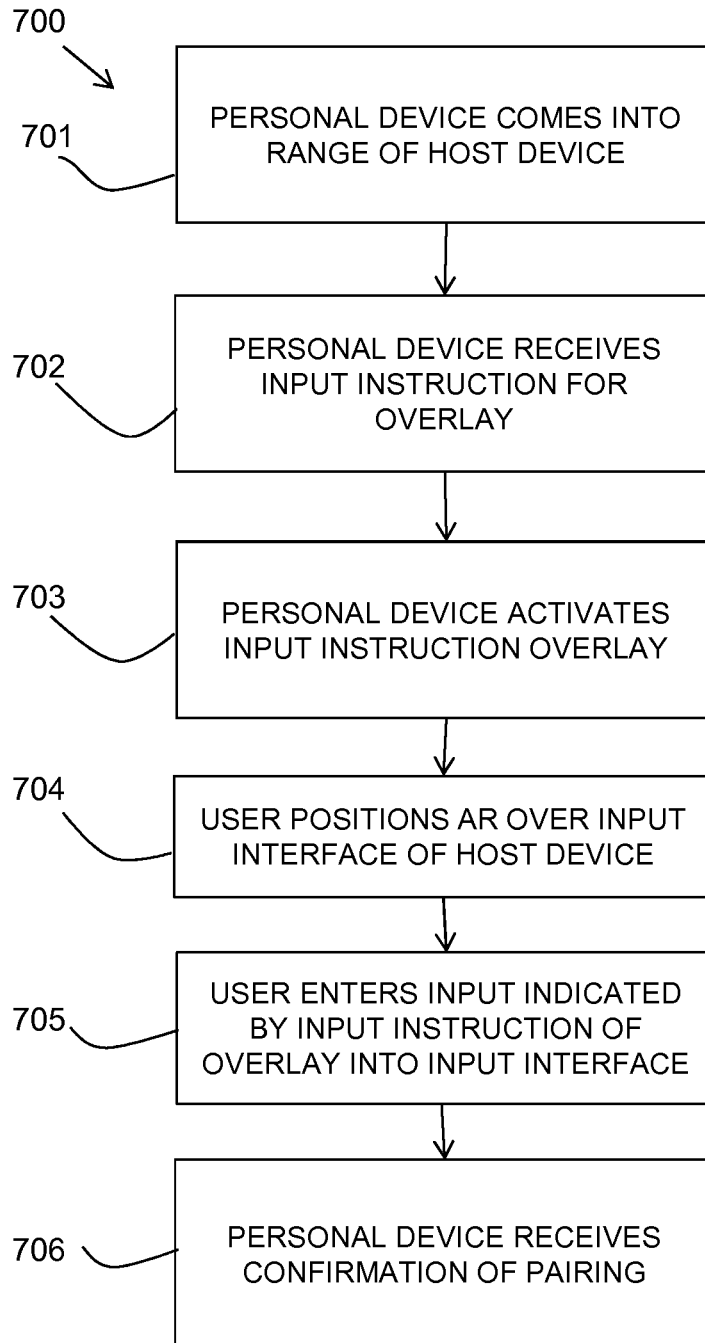 700
701
PERSONAL DEVICE COMES INTO
RANGE OF HOST DEVICE
702
PERSONAL DEVICE RECEIVES
INPUT INSTRUCTION FOR
OVERLAY
703
PERSONAL DEVICE ACTIVATES
INPUT INSTRUCTION OVERLAY
704
USER POSITIONS AR OVER INPUT
INTERFACE OF HOST DEVICE
705
USER ENTERS INPUT INDICATED
BY INPUT INSTRUCTION OF
OVERLAY INTO INPUT INTERFACE
706
PERSONAL DEVICE RECEIVES
CONFIRMATION OF PAIRING